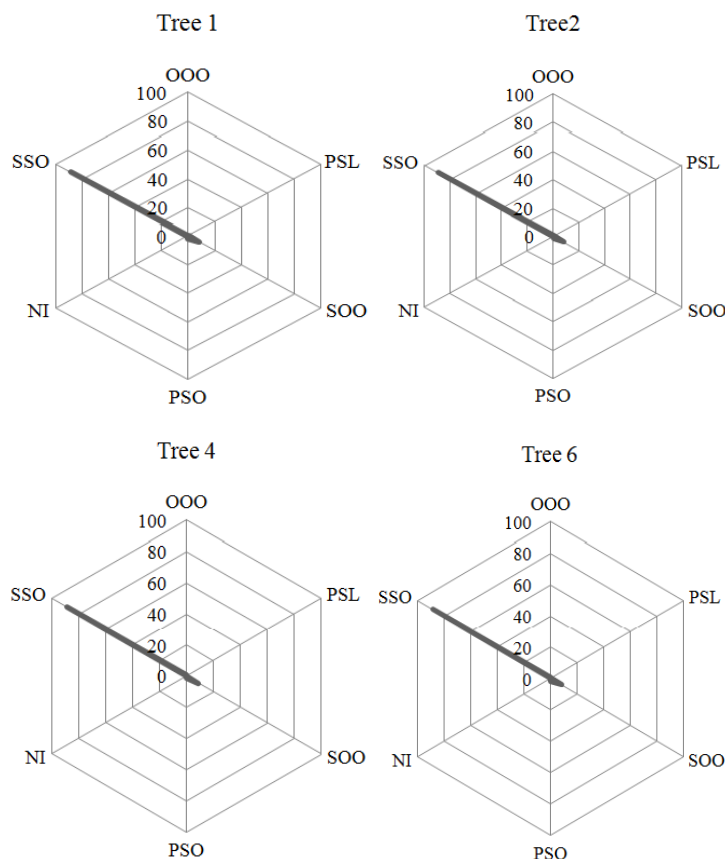 Tree 1
OOO
100
80
60
40
20
0
SSO
PSL
NI
SOO
PSO
Tree2
OOO
100
80
60
40
20
0
SSO
PSL
NI
SOO
PSO
Tree 4
OOO
100
80
60
40
20
0
SSO
PSL
NI
SOO
PSO
Tree 6
OOO
100
80
60
40
20
0
SSO
PSL
NI
SOO
PSO